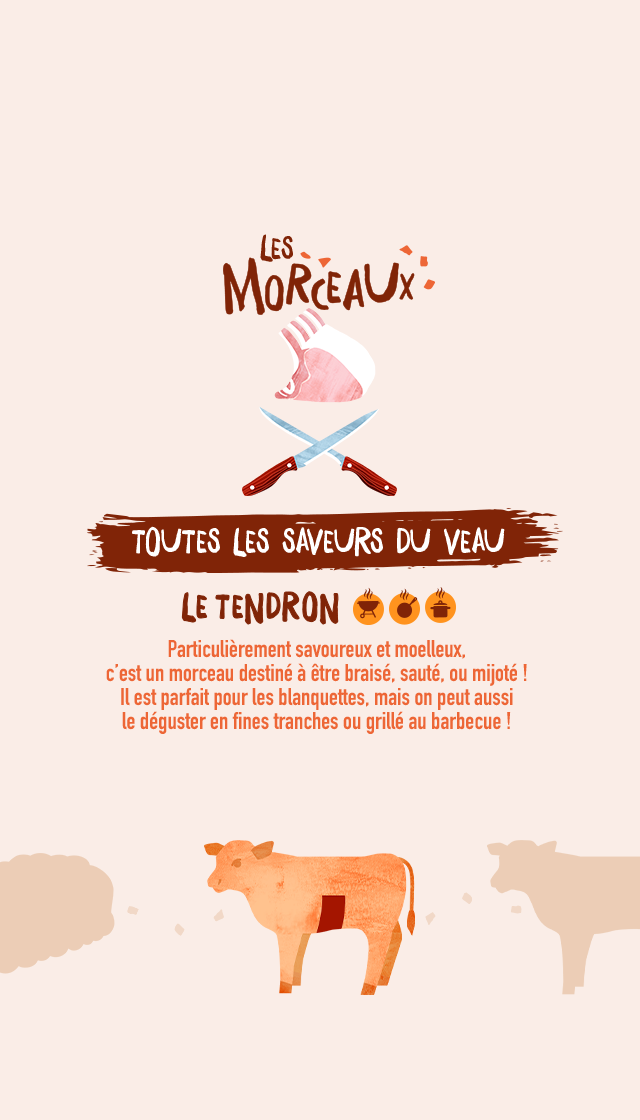 LES
MORCEAUX
TOUTES LES SAVEURS DU VEAU
LE TENDRON
Particulièrement savoureux et moelleux,
c'est un morceau destiné à être braisé, sauté, ou mijoté !
Il est parfait pour les blanquettes, mais on peut aussi
le déguster en fines tranches ou grillé au barbecue !